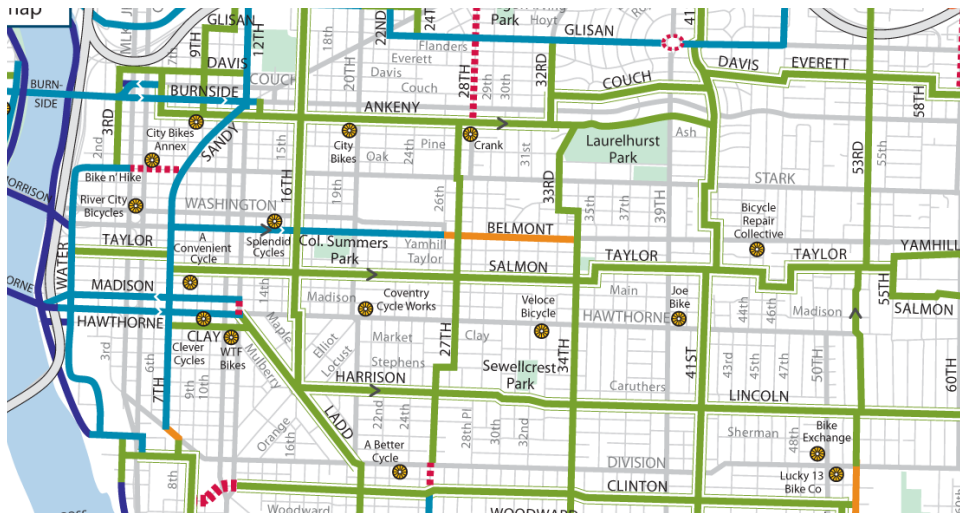 GLISAN
9TH
12TH
18th
22ND
24TH
Park
Hoyt
GLISAN
41
7th
DAVIS
COUCH
20TH
Flanders
Everett
Davis
Couch
28TH
29th
30th
32ND
COUCH
DAVIS
EVERETT
58TH
BURN-
SIDE
BURNSIDE
ANKENY
3RD
2nd
City Bikes
Annex
SANDY
15th
City
Bikes
Oak
24th
Pine
Crank
31st
Laurelhurst
Park
Ash
53RD
55th
Bike n' Hike
16TH
19th
26th
33RD
35th
37th
39TH
STARK
MORRISON
River City
Bicycles
WASHINGTON
Bicycle
Repair
Collective
WATER
TAYLOR
A
Convenient
Cycle
Splendid
Cycles
Col. Summers
Park
Yamhill
Taylor
BELMONT
SALMON
TAYLOR
TAYLOR
YAMHILL
MADISON
14th
Madison
Coventry
Cycle Works
Veloce
Bicycle
Main
Joe
Bike
44th
46th
Madison
55TH
SALMON
ORNE
HAWTHORNE
HAWTHORNE
3rd
6th
CLAY
Clever
Cycles
WTF
Bikes
Maple
Elliot
Locust
Market
Stephens
27TH
Clay
34TH
41ST
43rd
45th
47th
50TH
60TH
7TH
9th
10th
Mulberry
HARRISON
Sewellcrest
Park
Caruthers
LINCOLN
LADD
22nd
24th
28th Pl
30th
32nd
Orange
16th
Sherman
48th
Bike
Exchange
A Better
Cycle
DIVISION
8th
Lucky 13
Bike Co
CLINTON
Woodward
WOODWARD